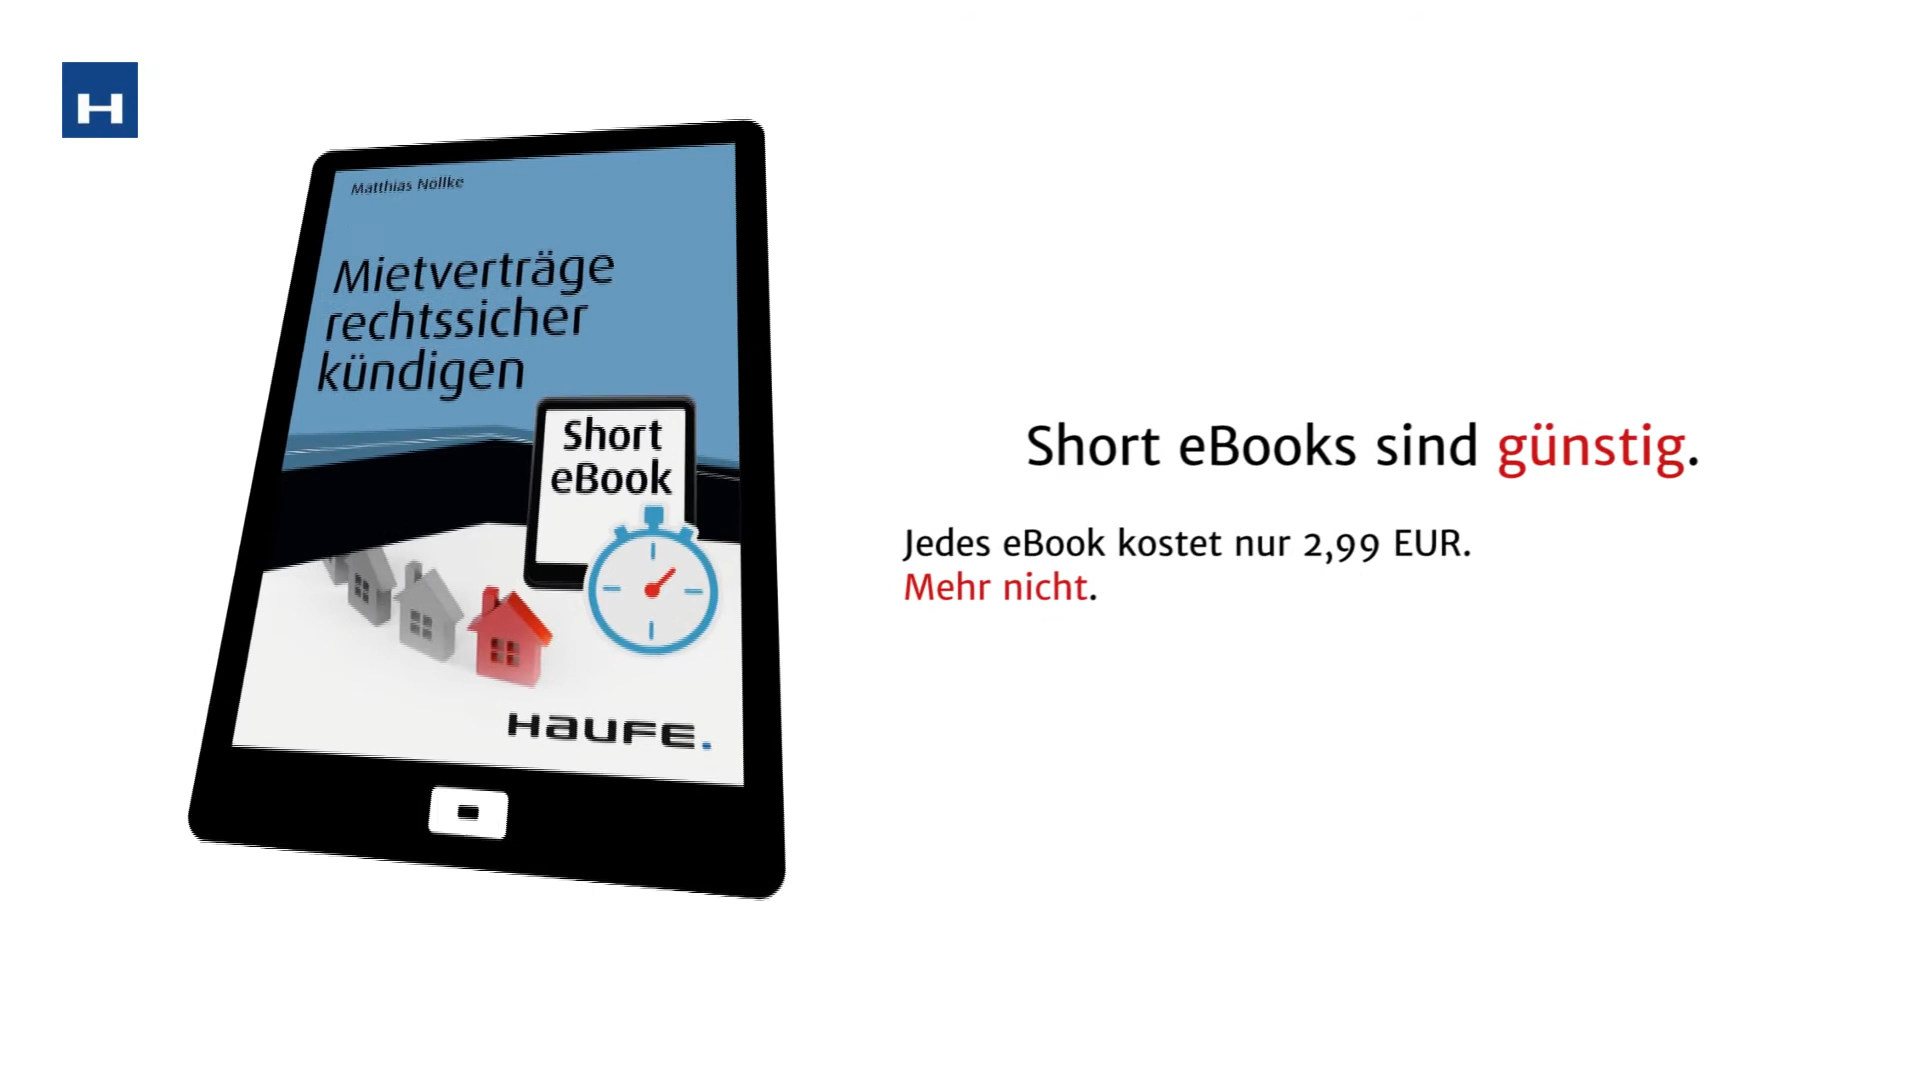 H
Matthias Nöllke
Mietverträge
rechtssicher
kündigen
Short
eBook
HAUFE.
Short eBooks sind günstig.
Jedes eBook kostet nur 2,99 EUR.
Mehr nicht.